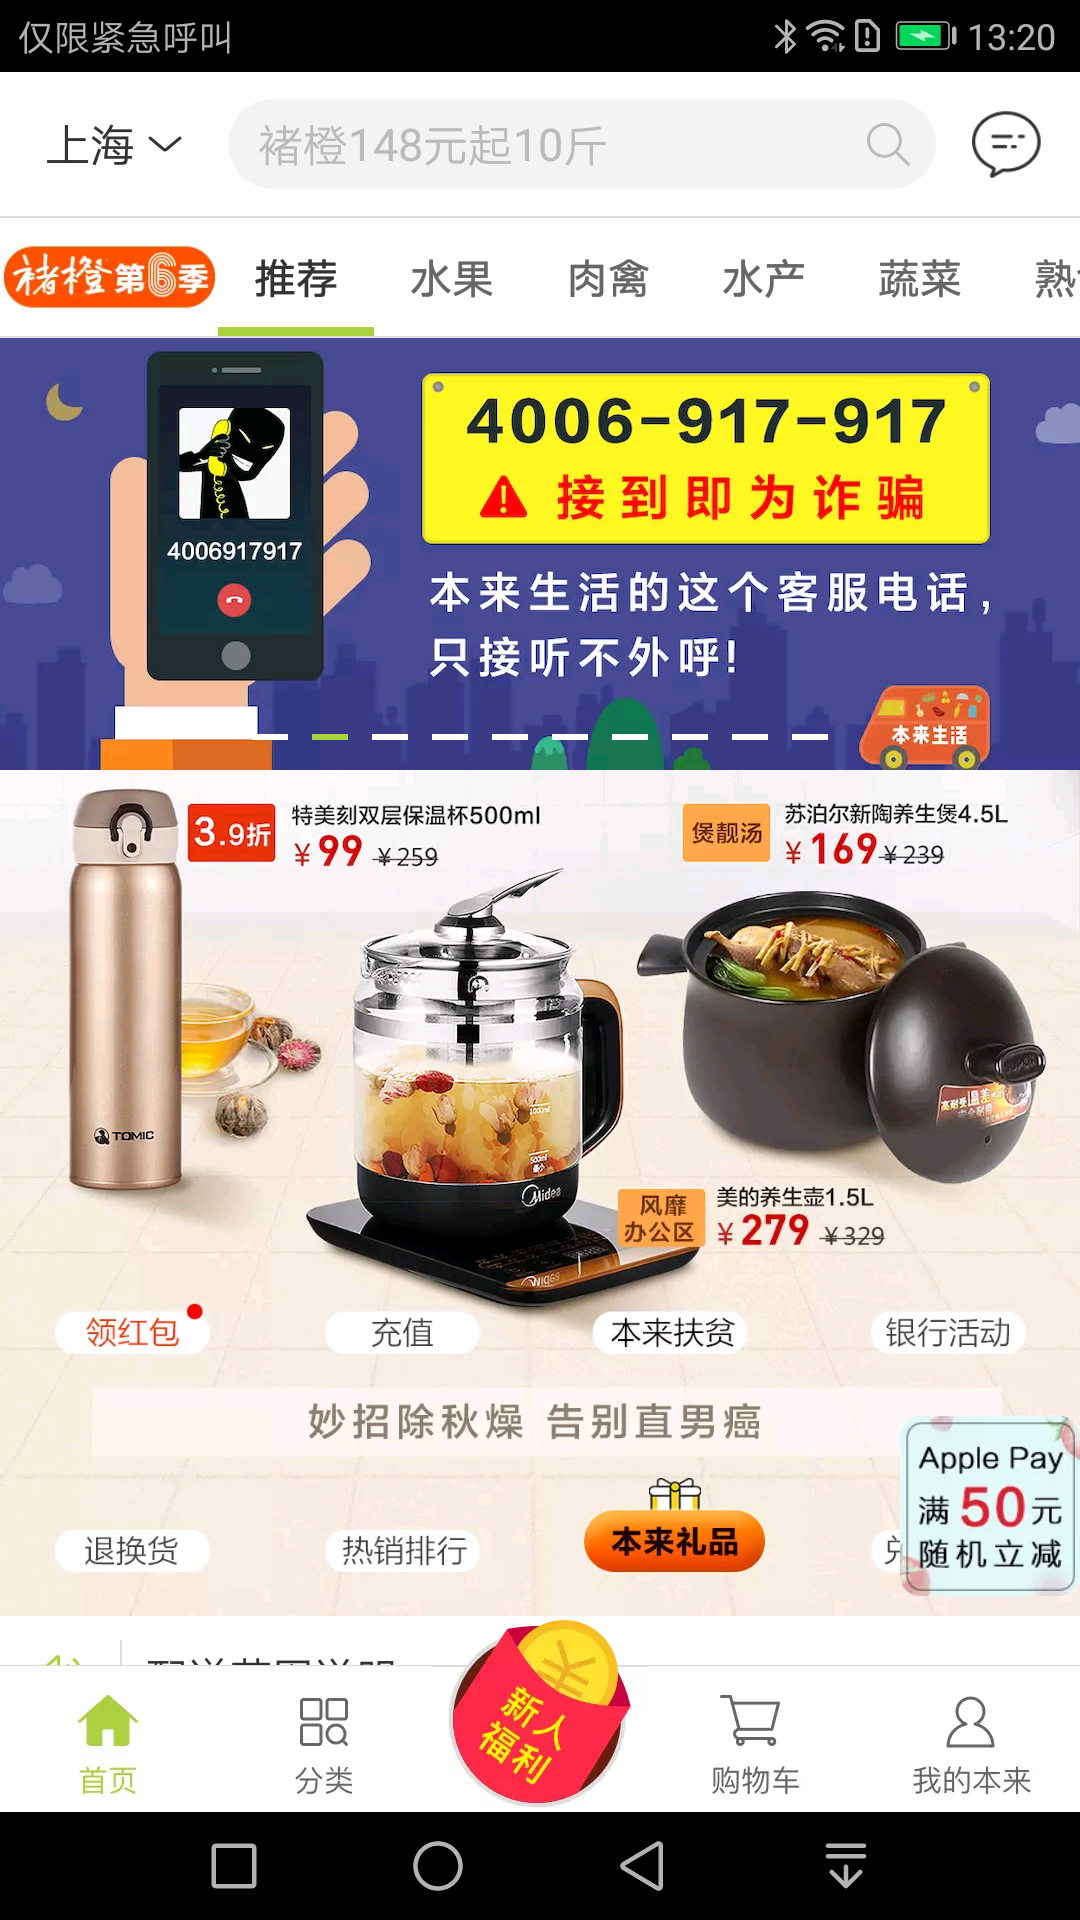 仅限紧急呼叫
13:20
上海
褚橙148元起10斤
褚橙第6季
推荐
水果
肉禽
水产
蔬菜
熟
4006-917-917
接到即为诈骗
4006917917
本来生活的这个客服电话,
只接听不外呼!
本来生活
3.9折
特美刻双层保温杯500ml
¥99 ¥259
煲靓汤
苏泊尔新陶养生煲4.5L
¥169 ¥239
TOMIC
1000ml
500ml
最小
Midea
风靡
办公区
美的养生壶1.5L
¥279 ¥329
领红包
充值
本来扶贫
银行活动
妙招除秋燥 告别直男癌
Apple Pay
满50元
随机立减
退换货
热销排行
本来礼品
新人
福利
首页
分类
购物车
我的本来